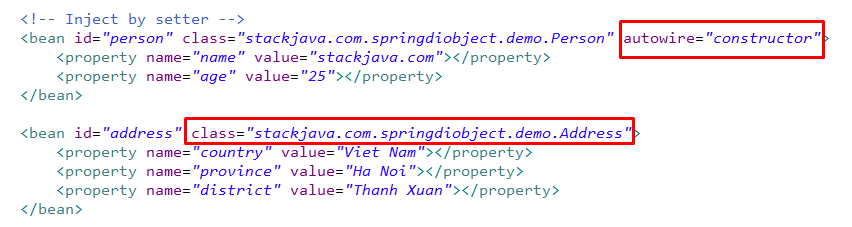 <!-- Inject by setter -->
<bean id="person" class="stackjava.com.springdiobject.demo.Person" autowire="constructor">
<property name="name" value="stackjava.com"></property>
<property name="age" value="25"></property>
</bean>
<bean id="address" class="stackjava.com.springdiobject.demo.Address">
<property name="country" value="Viet Nam"></property>
<property name="province" value="Ha Noi"></property>
<property name="district" value="Thanh Xuan"></property>
</bean>